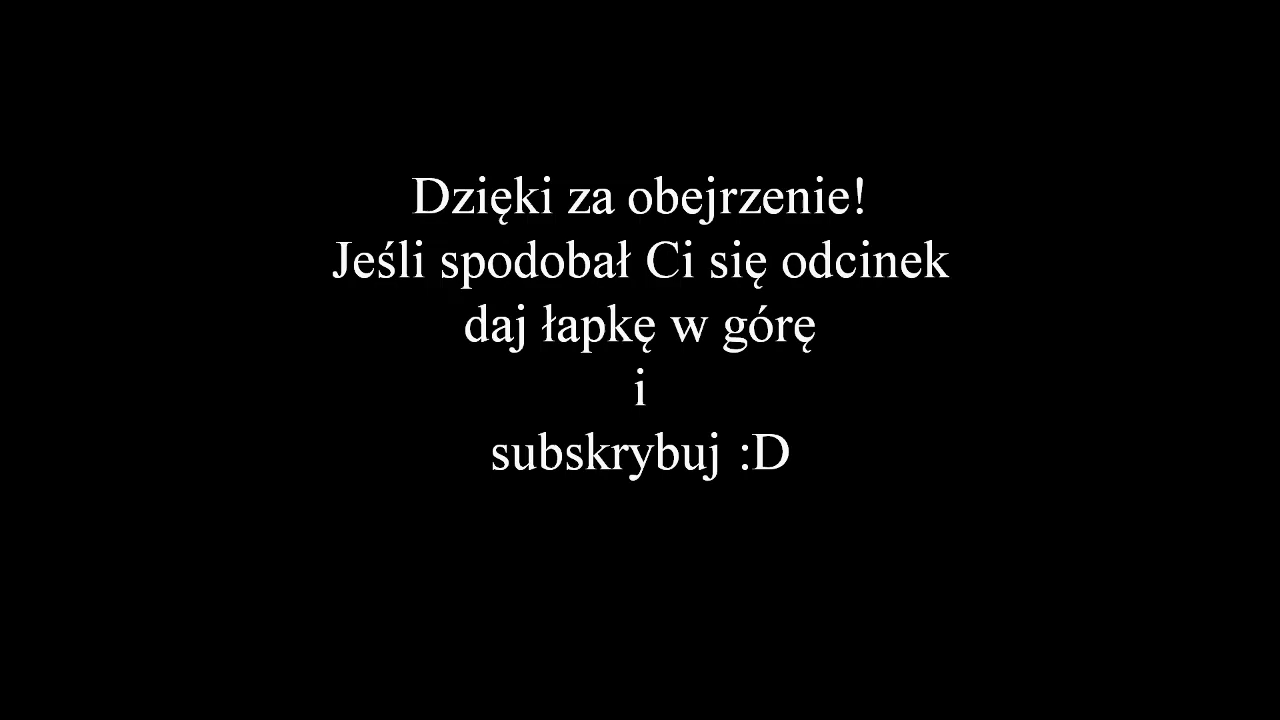 Dzięki za obejrzenie!
Jeśli spodobał Ci się odcinek
daj łapkę w górę
i
subskrybuj :D